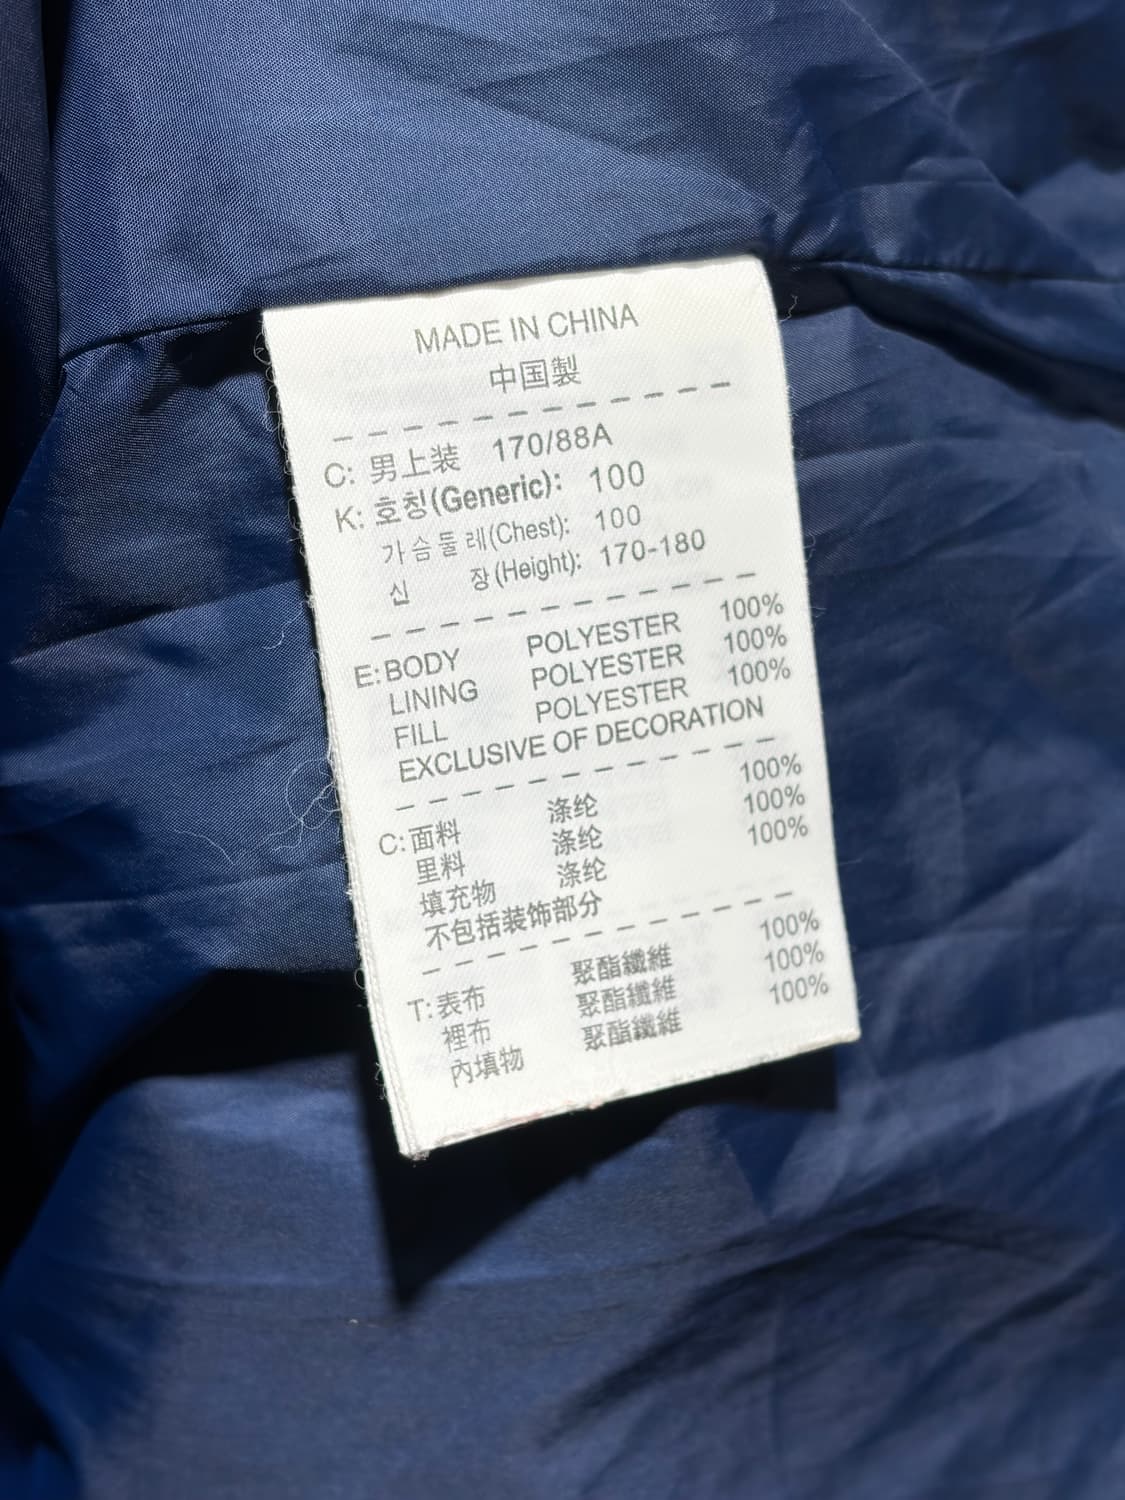 MADE IN CHINA
中国製
C: 男上装 170/88A
K: 호칭(Generic): 100
가슴둘레(Chest): 100
신 장(Height): 170-180
E: BODY POLYESTER 100%
LINING POLYESTER 100%
FILL POLYESTER 100%
EXCLUSIVE OF DECORATION
C: 面料 涤纶 100%
里料 涤纶 100%
填充物 涤纶 100%
不包括装饰部分
T: 表布 聚酯纖維 100%
裡布 聚酯纖維 100%
內填物 聚酯纖維 100%